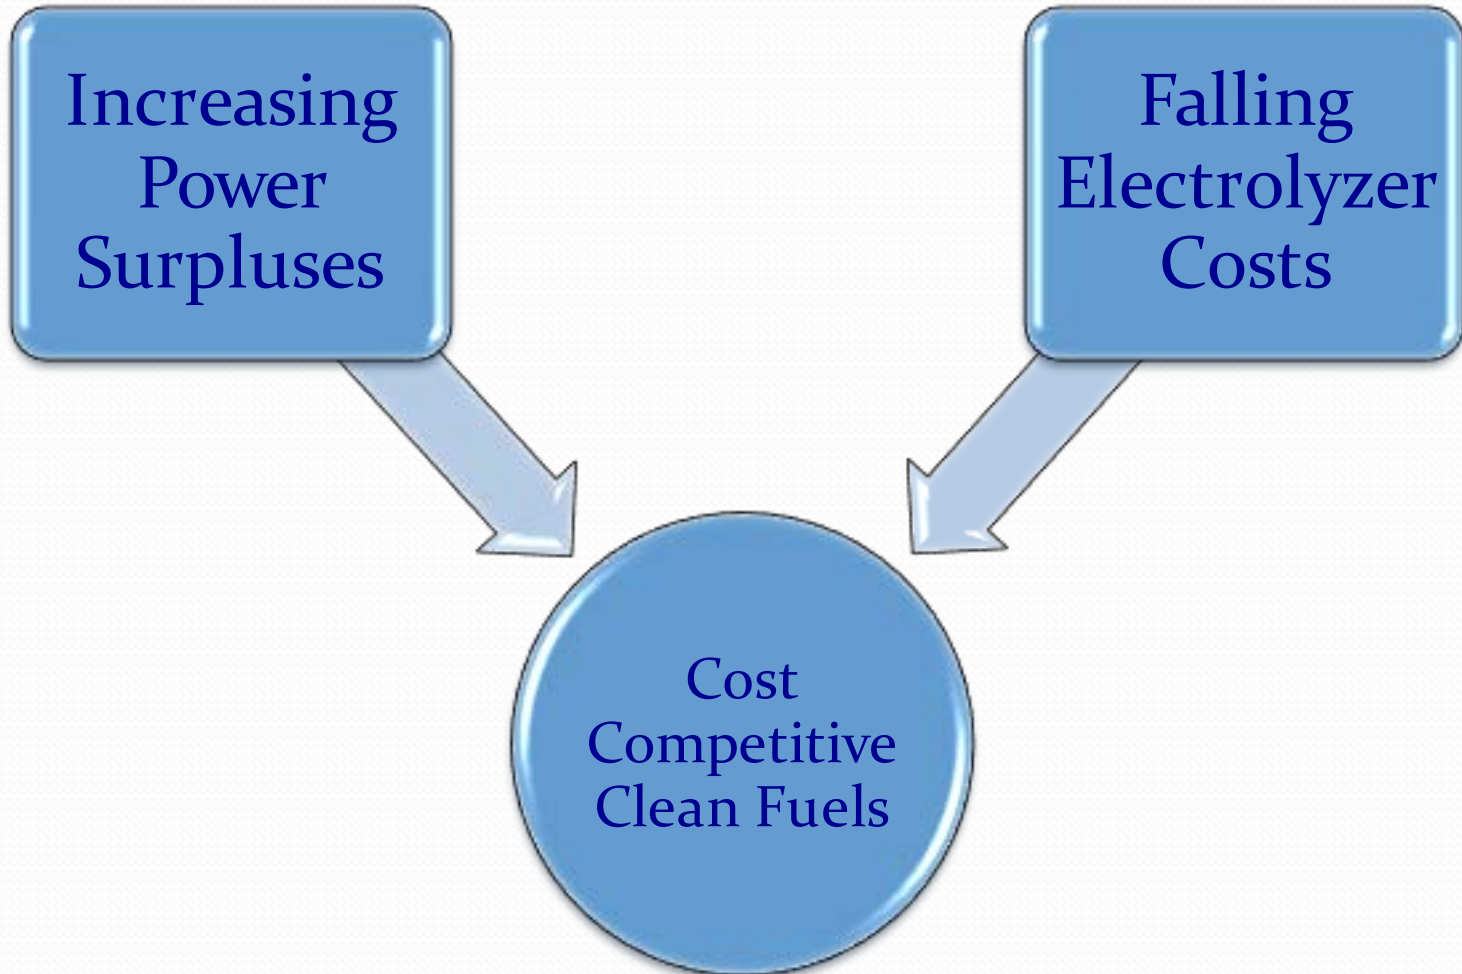 Increasing
Power
Surpluses
Falling
Electrolyzer
Costs
Cost
Competitive
Clean Fuels